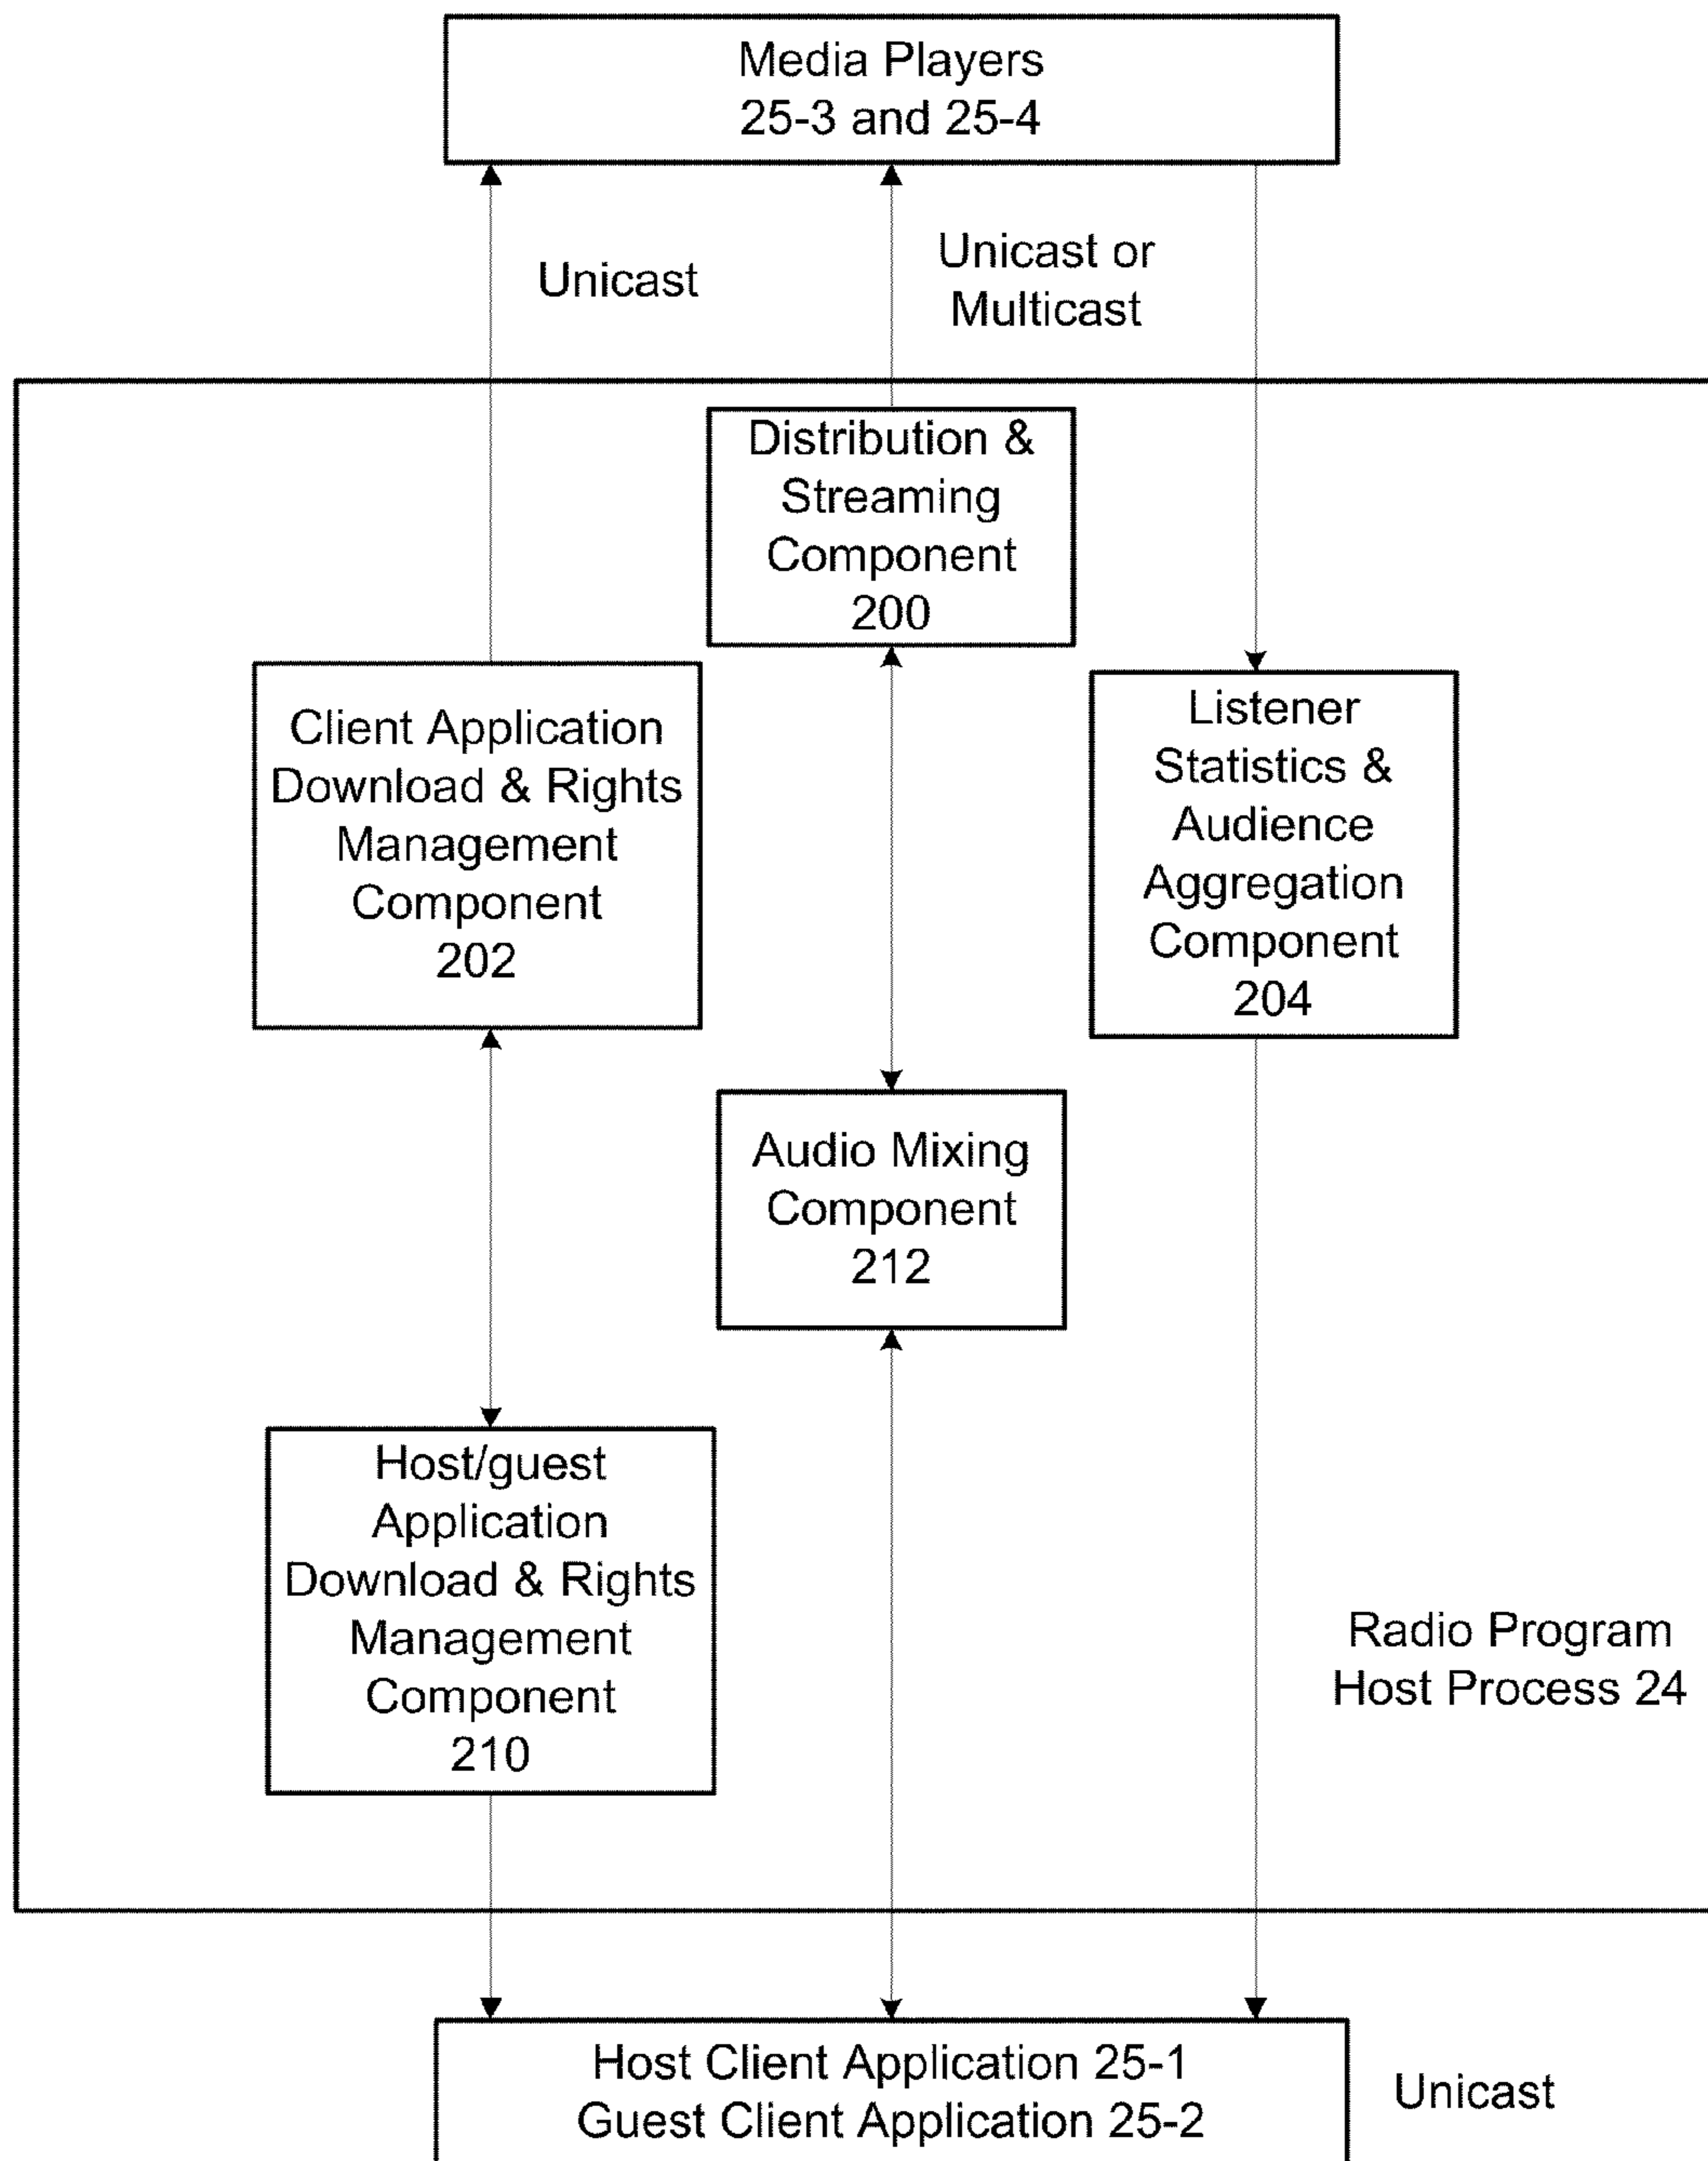 Media Players
25-3 and 25-4
Unicast
Unicast or
Multicast
Distribution &
Streaming
Component
200
Client Application
Download & Rights
Management
Component
202
Listener
Statistics &
Audience
Aggregation
Component
204
Audio Mixing
Component
212
Host/guest
Application
Download & Rights
Management
Component
210
Radio Program
Host Process 24
Host Client Application 25-1
Guest Client Application 25-2
Unicast